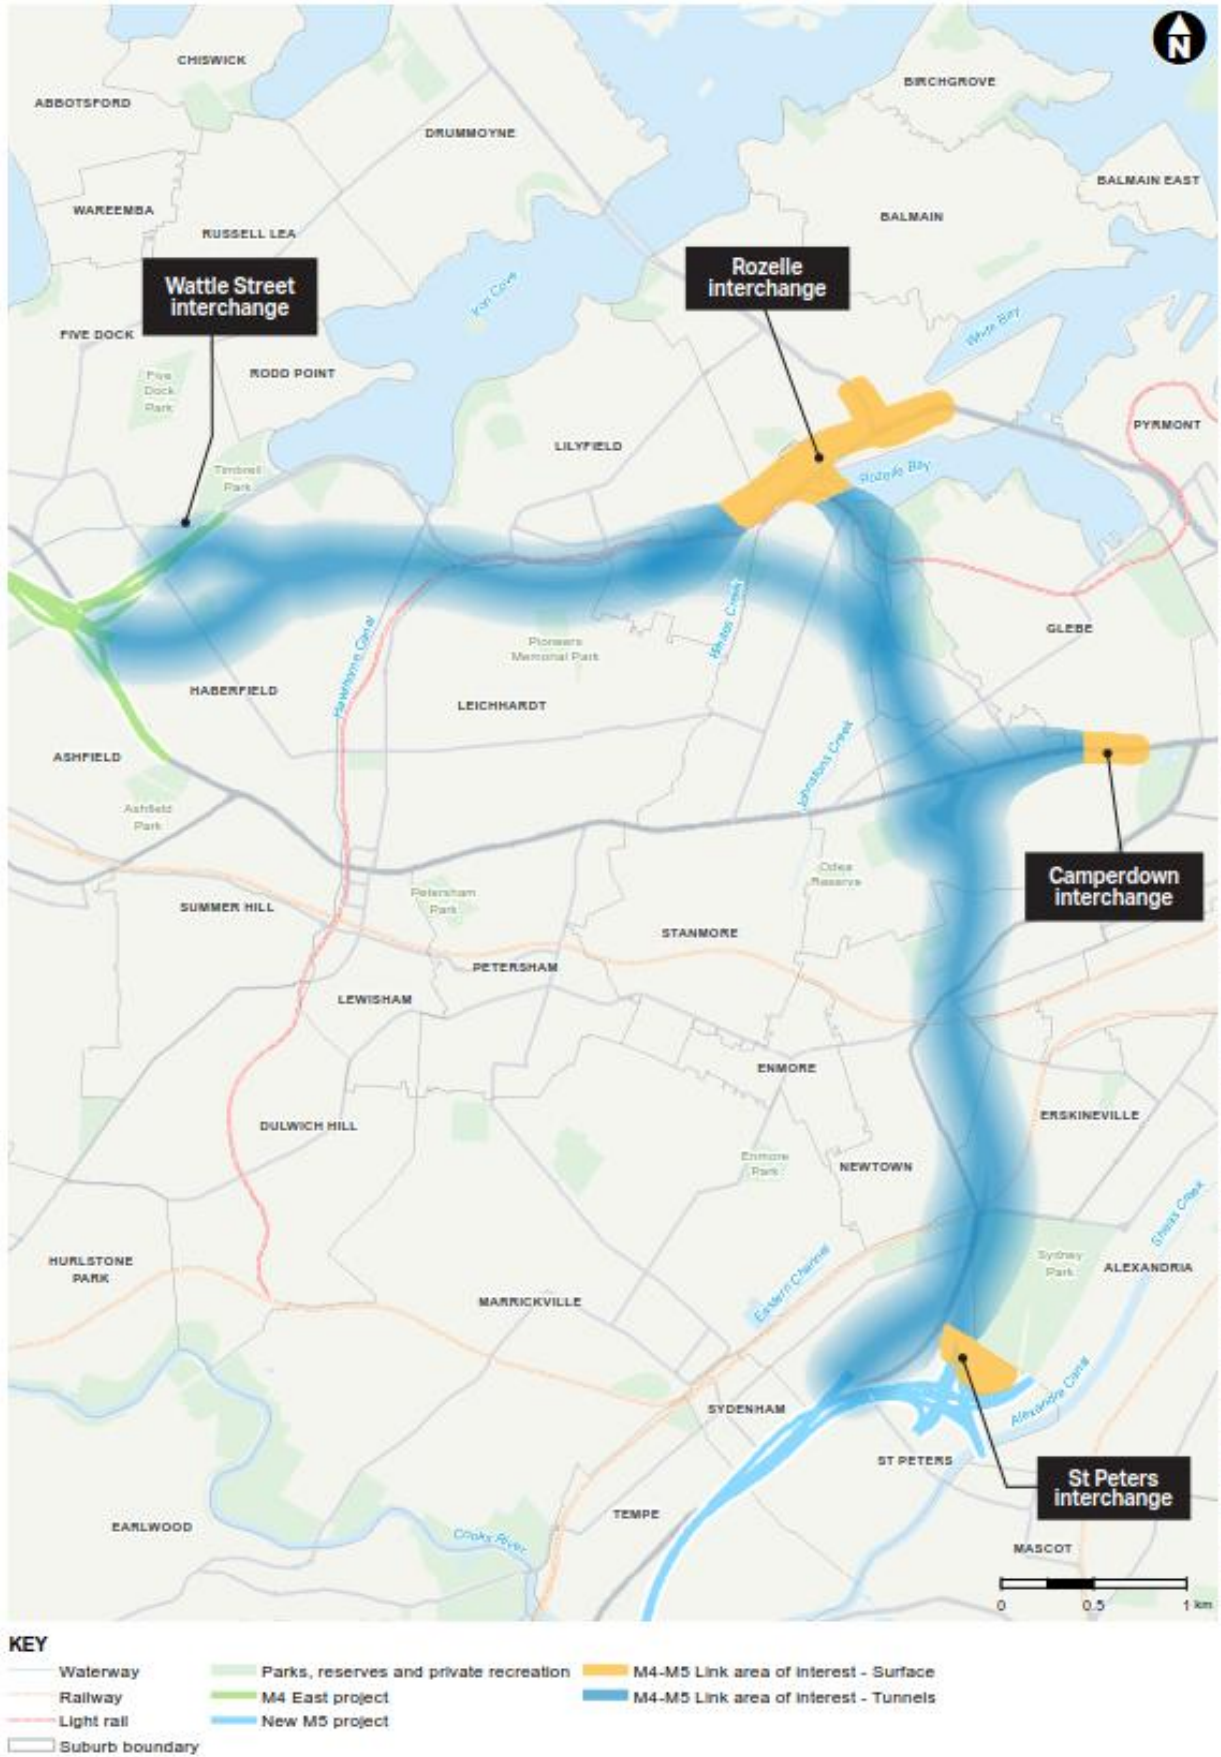 N
CHISWICK
BIRCHGROVE
ABBOTSFORD
DRUMMOYNE
BALMAIN EAST
WAREEMBA
BALMAIN
RUSSELL LEA
Rozelle
interchange
Wattle Street
interchange
Iron Cove
White Bay
FIVE DOCK
RODD POINT
Five
Dock
Park
PYRMONT
LILYFIELD
Timbrell
Park
Rozelle Bay
Whites Creek
GLEBE
Hawthorne Canal
Pioneers
Memorial Park
HABERFIELD
LEICHHARDT
Johnstons Creek
ASHFIELD
Ashfield
Park
Camperdown
interchange
Odea
Reserve
Petersham
Park
SUMMER HILL
STANMORE
PETERSHAM
LEWISHAM
ENMORE
ERSKINEVILLE
DULWICH HILL
Enmore
Park
NEWTOWN
Sheas Creek
HURLSTONE
PARK
Sydney
Park
ALEXANDRIA
Eastern Channel
MARRICKVILLE
Alexandra Canal
SYDENHAM
ST PETERS
St Peters
interchange
TEMPE
EARLWOOD
Cooks River
MASCOT
0 0.5 1 km
KEY
Waterway
Railway
Light rail
Suburb boundary
Parks, reserves and private recreation
M4 East project
New M5 project
M4-M5 Link area of interest - Surface
M4-M5 Link area of interest - Tunnels